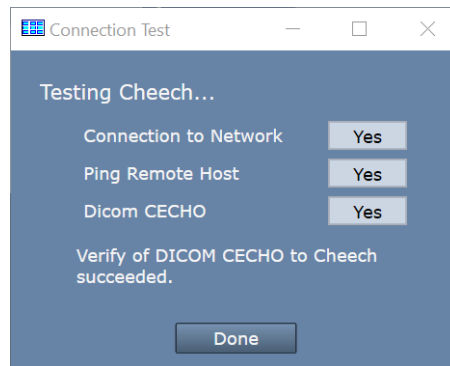 Connection Test
Testing Cheech...
Connection to Network Yes
Ping Remote Host Yes
Dicom CECHO Yes
Verify of DICOM CECHO to Cheech
succeeded.
Done